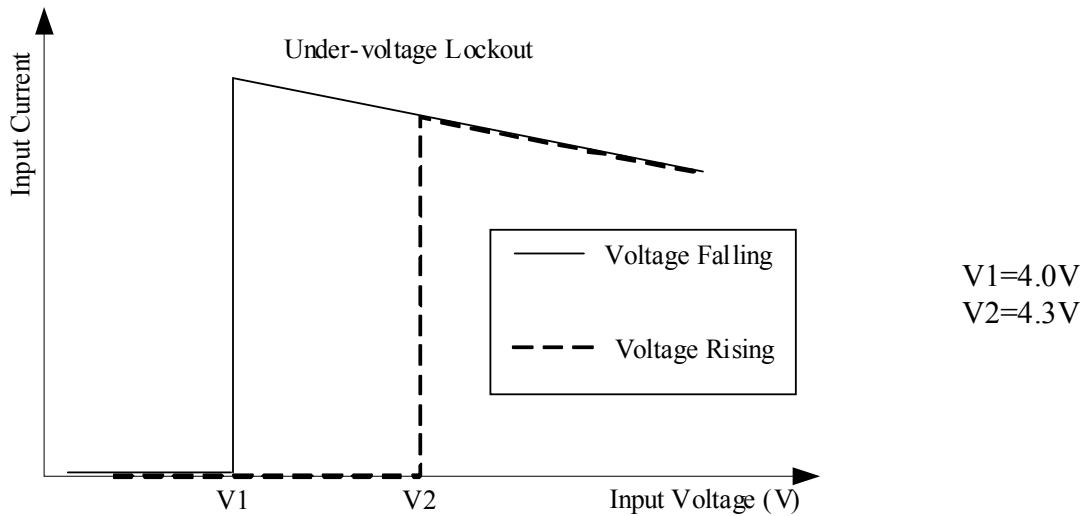 Under-voltage Lockout
Input Current
Voltage Falling
Voltage Rising
V1=4.0V
V2=4.3V
V1
V2
Input Voltage (V)